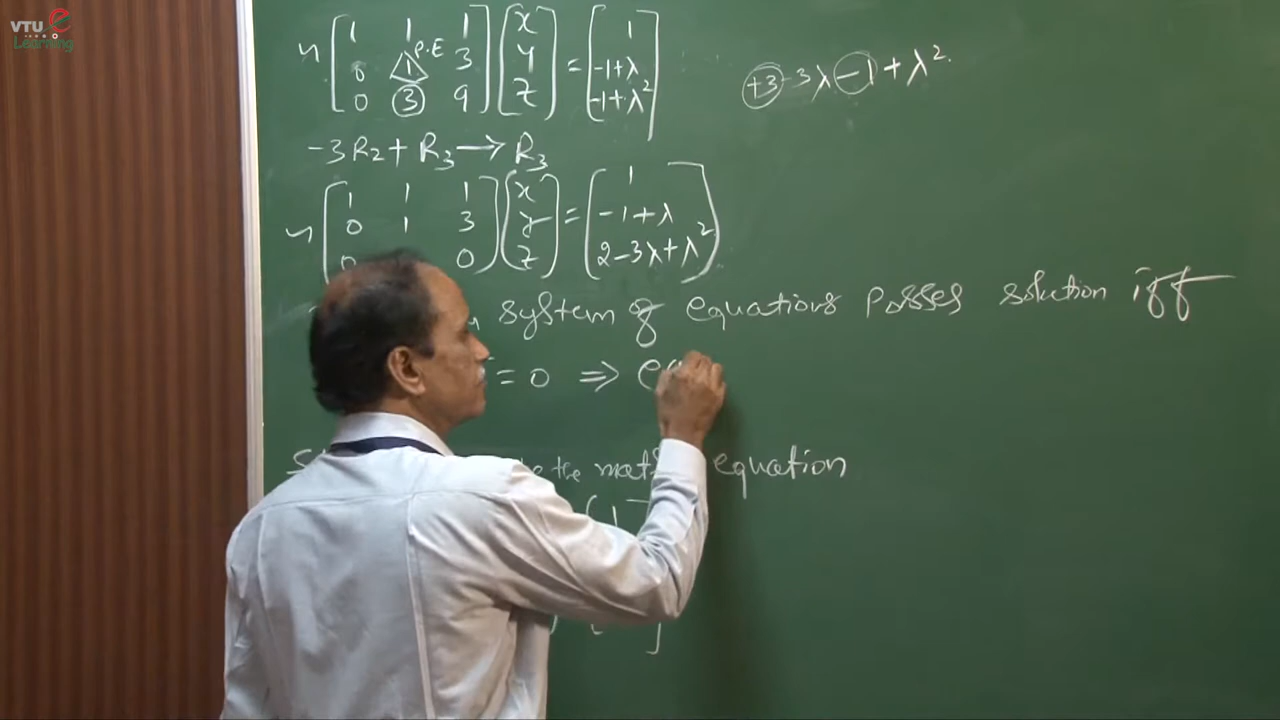 VTU e
Learning
~ [1 1 1] [x] = [1]
[0 1 3] [y] [-1+λ] P.E
[0 3 9] [z] [-1+λ²]
+3-3λ-1+λ²
-3R₂+R₃→R₃
~ [1 1 1] [x] = [1]
[0 1 3] [y] [-1+λ]
[0 0] [z] [2-3λ+λ²]
system of equations Posses solution iff
=0 ⇒
the equation
[1